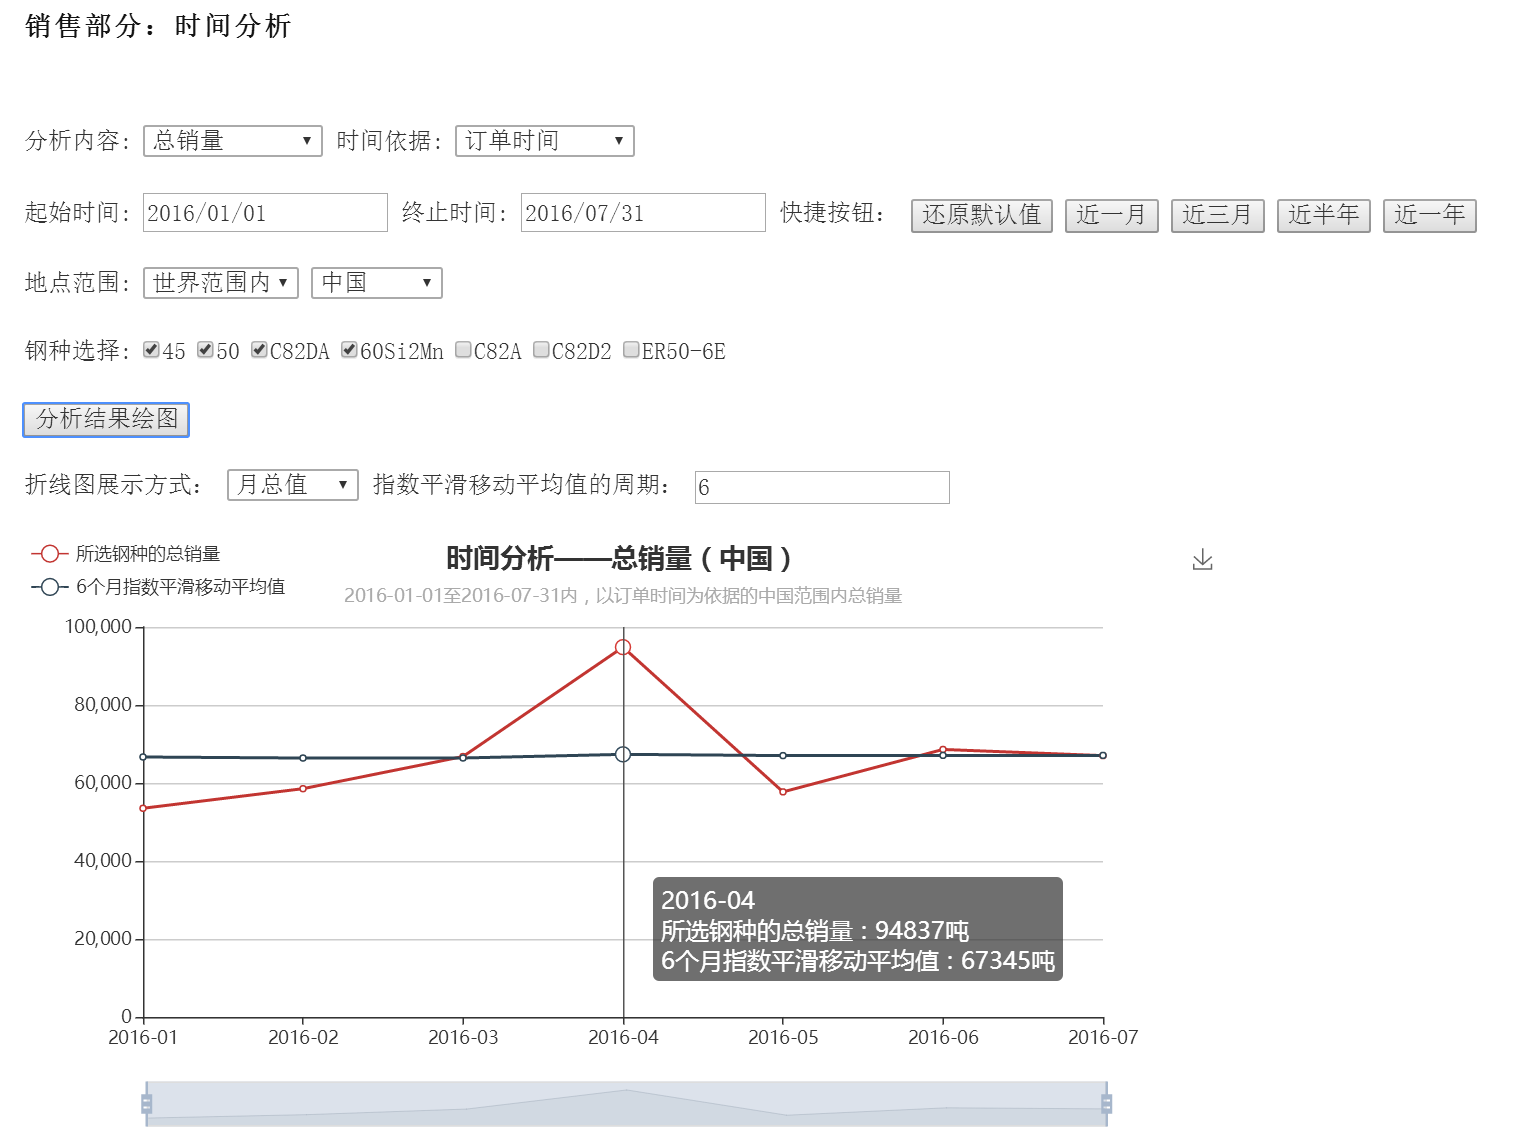 销售部分：时间分析
分析内容： 总销量 时间依据： 订单时间
起始时间： 2016/01/01 终止时间： 2016/07/31 快捷按钮： 还原默认值 近一月 近三月 近半年 近一年
地点范围： 世界范围内 中国
钢种选择： 45 50 C82DA 60Si2Mn C82A C82D2 ER50-6E
分析结果绘图
折线图展示方式： 月总值 指数平滑移动平均值的周期： 6
所选钢种的总销量
6个月指数平滑移动平均值
时间分析——总销量（中国）
2016-01-01至2016-07-31内，以订单时间为依据的中国范围内总销量
100,000
80,000
60,000
40,000
20,000
0
2016-04
所选钢种的总销量：94837吨
6个月指数平滑移动平均值：67345吨
2016-01 2016-02 2016-03 2016-04 2016-05 2016-06 2016-07